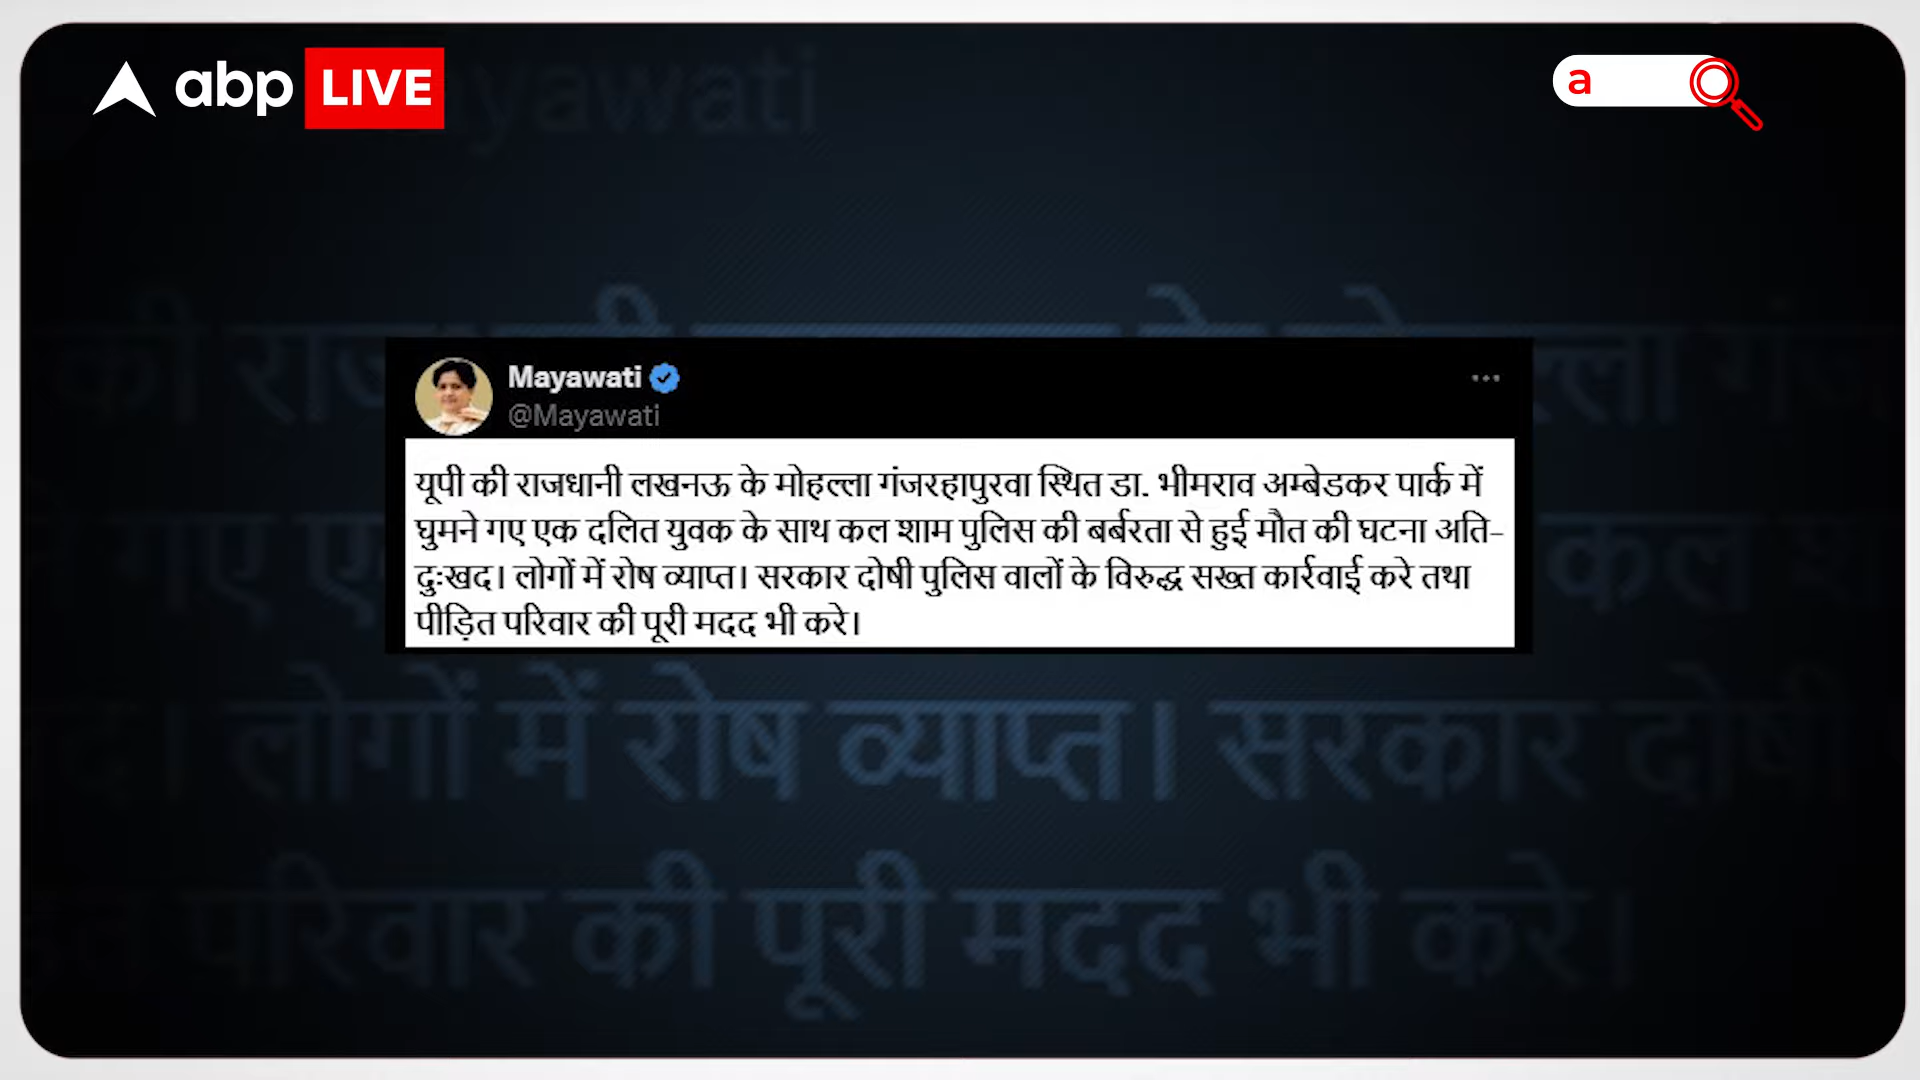 abp LIVE
a
Mayawati
@Mayawati
यूपी की राजधानी लखनऊ के मोहल्ला गंजरहापुरवा स्थित डा. भीमराव अम्बेडकर पार्क में
घुमने गए एक दलित युवक के साथ कल शाम पुलिस की बर्बरता से हुई मौत की घटना अति-
दुःखद। लोगों में रोष व्याप्त। सरकार दोषी पुलिस वालों के विरुद्ध सख्त कार्रवाई करे तथा
पीड़ित परिवार की पूरी मदद भी करे।